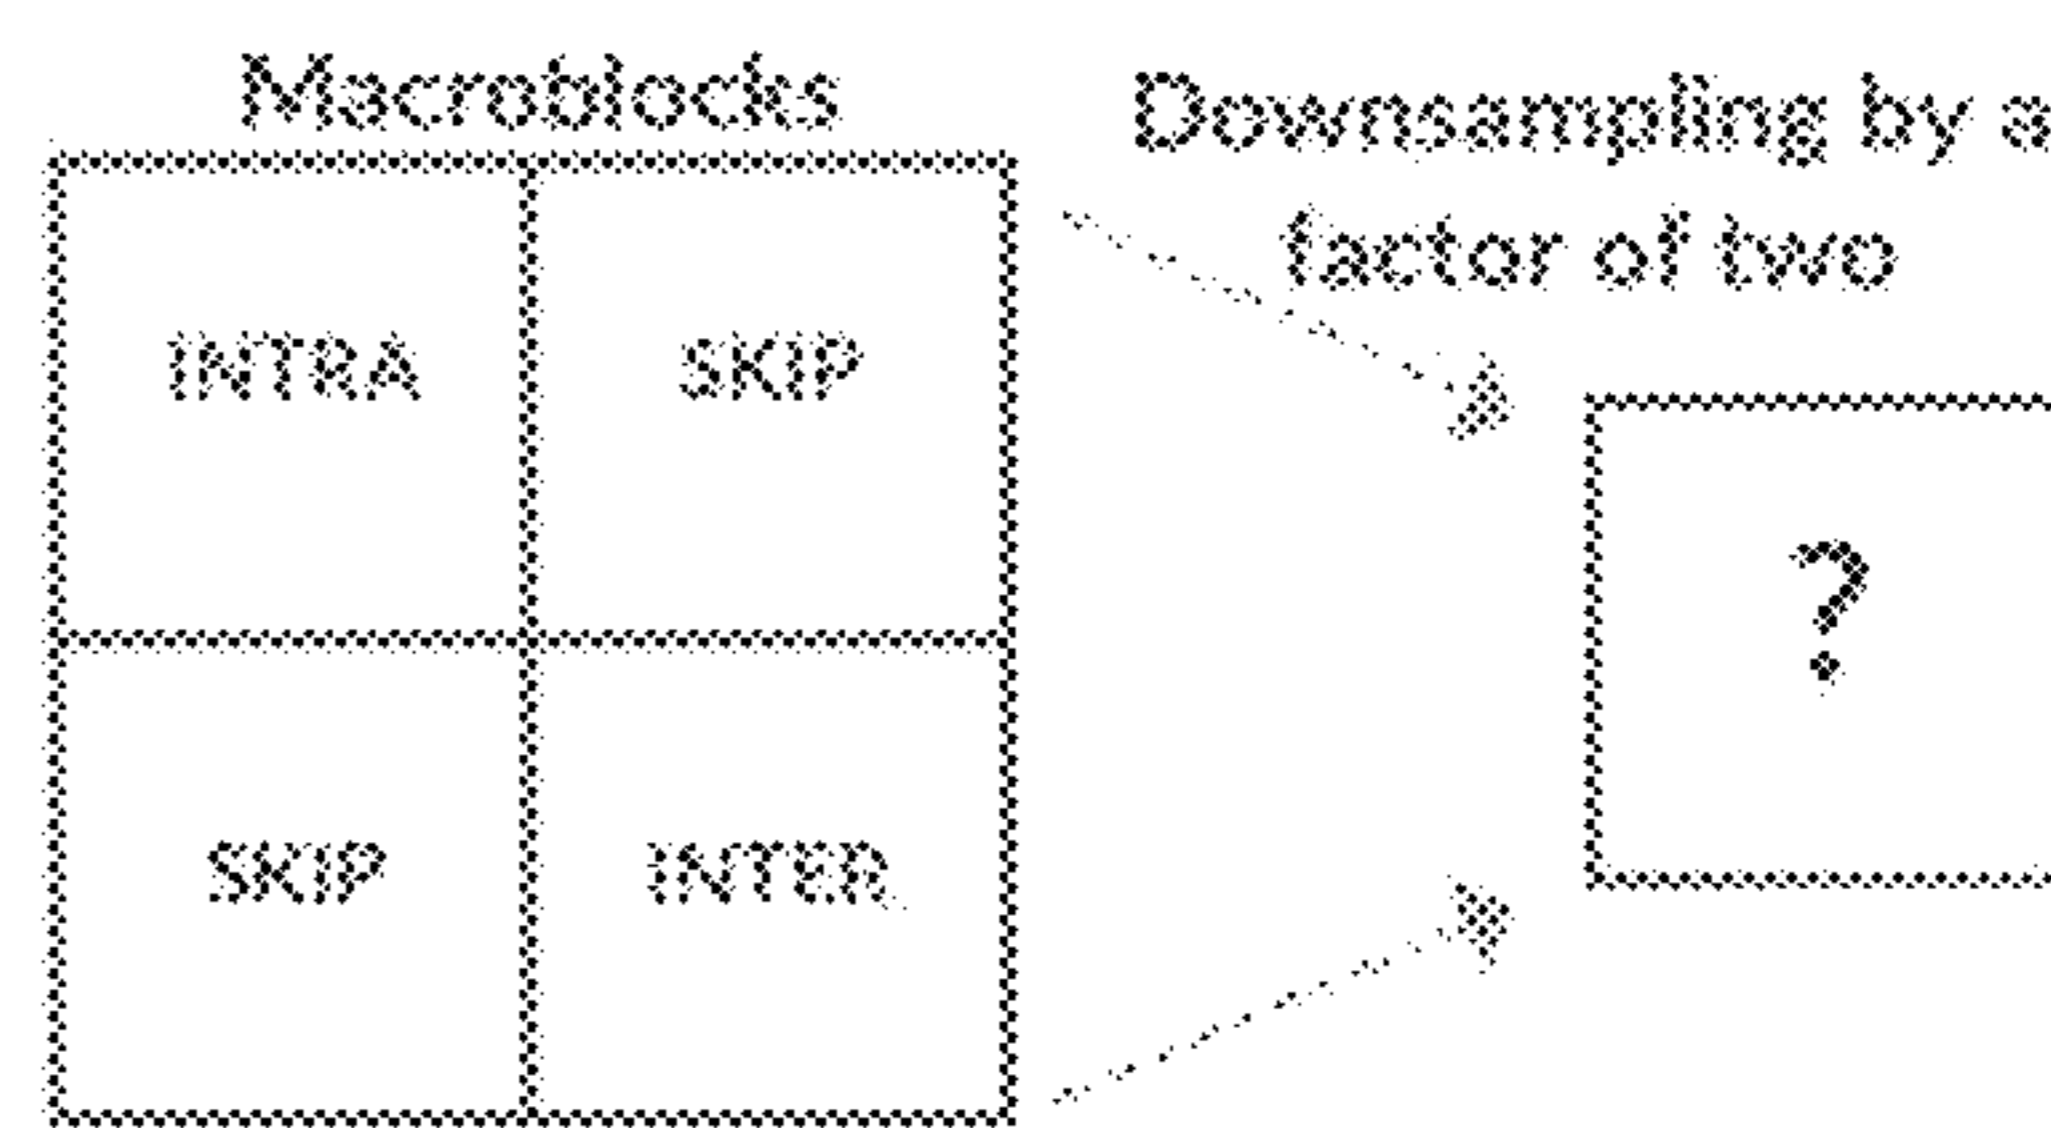 Macroblocks
Downsampling by a
factor of two
INTRA
SKIP
?
SKIP
INTER